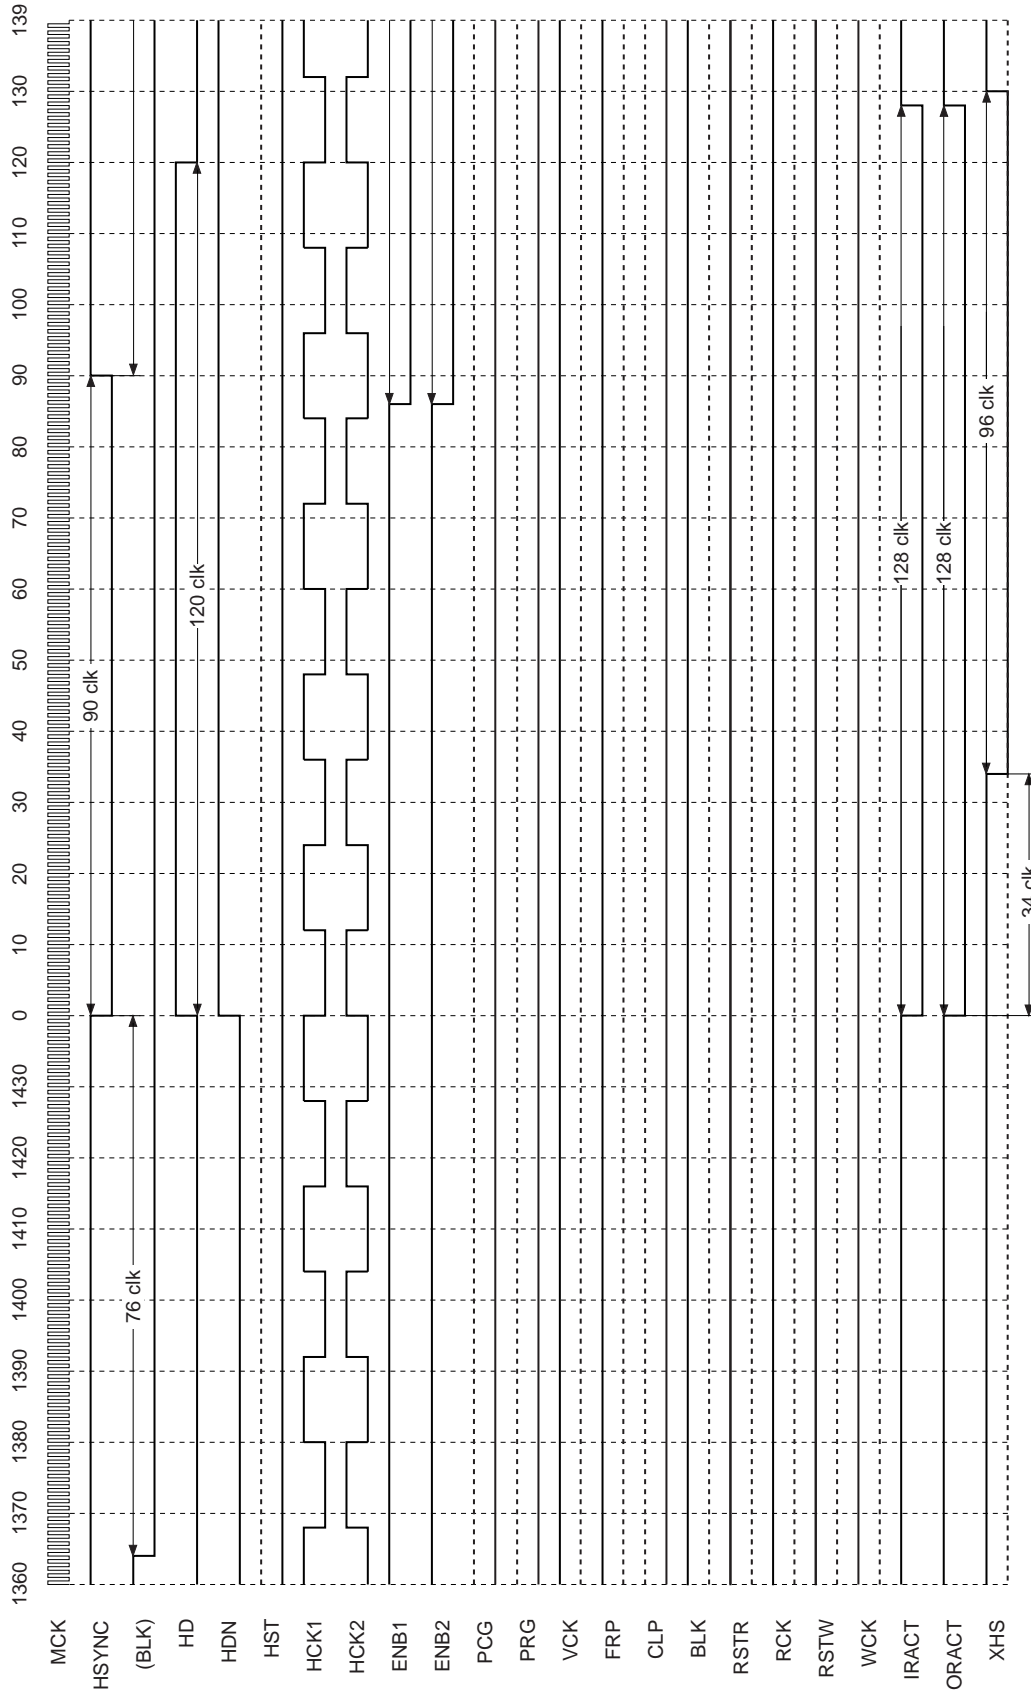 MCK
HSYNC
(BLK)
HD
HDN
HST
HCK1
HCK2
ENB1
ENB2
PCG
PRG
VCK
FRP
CLP
BLK
RSTR
RCK
RSTW
WCK
IRACT
ORACT
XHS
1360
1370
1380
1390
1400
1410
1420
1430
0
10
20
30
40
50
60
70
80
90
100
110
120
130
139
90 clk
76 clk
120 clk
128 clk
128 clk
96 clk
34 clk